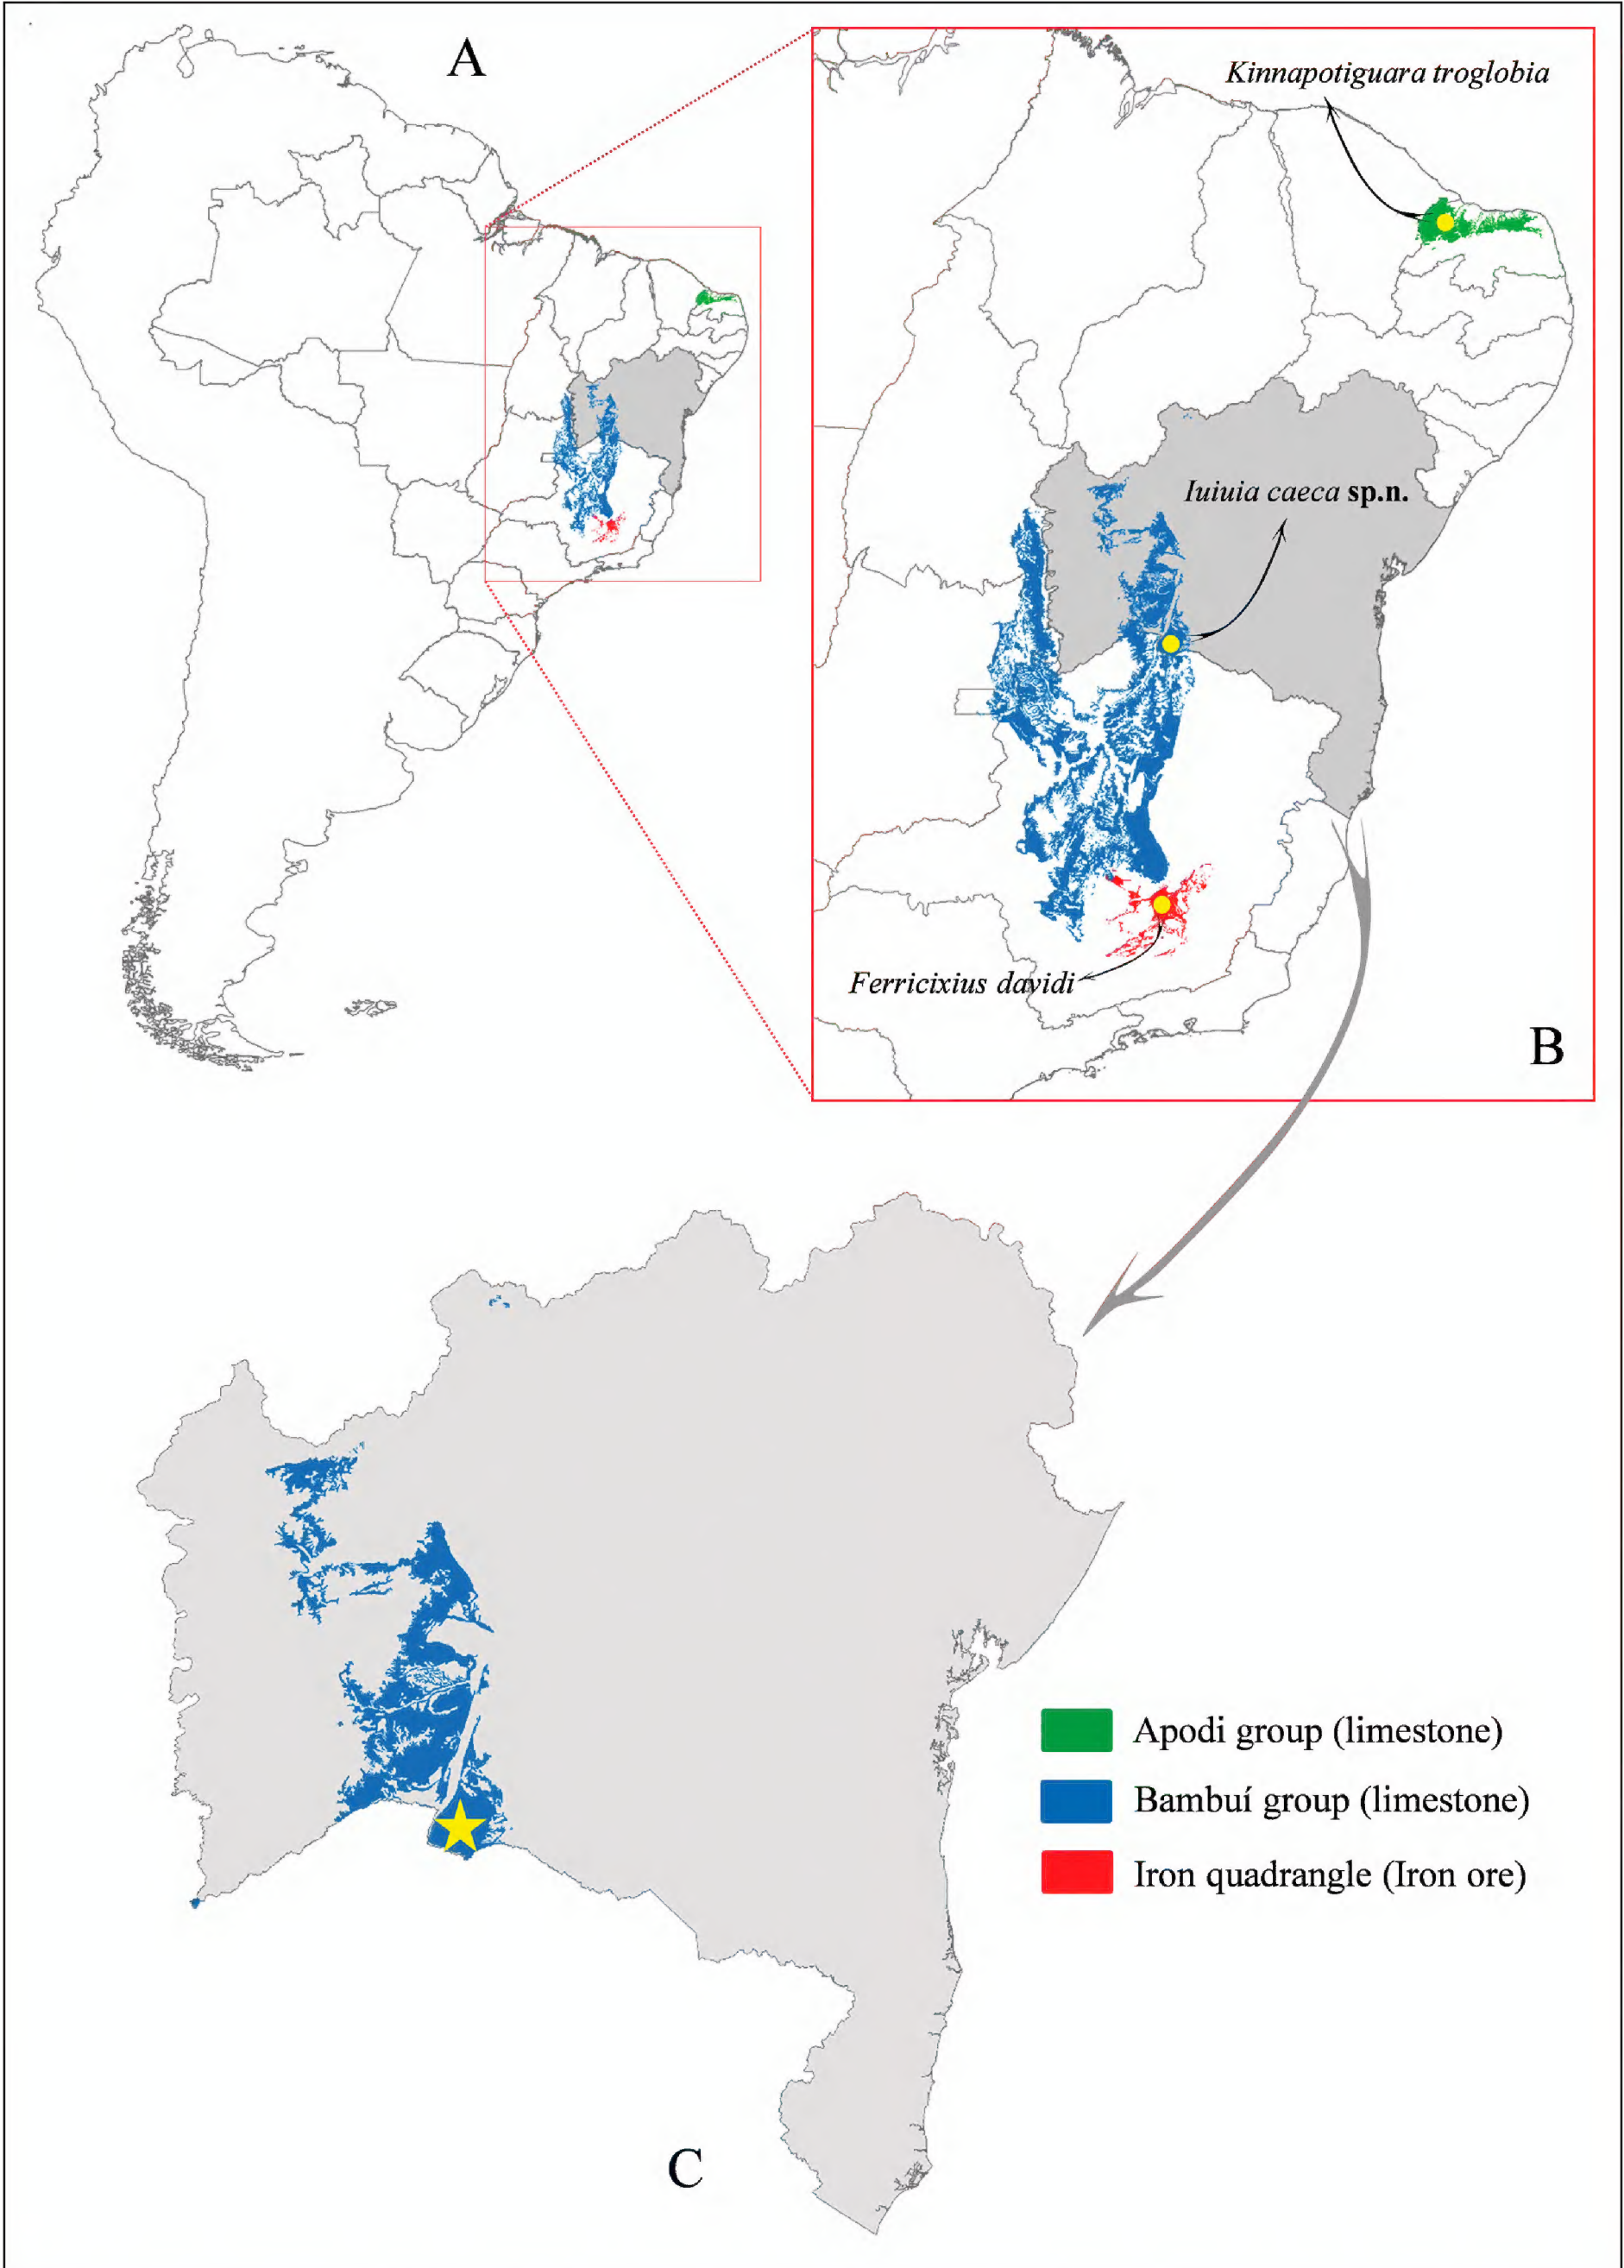 A
Kinnapotiguara troglobia
Iuiuia caeca sp.n.
Ferricixius davidi
B
Apodi group (limestone)
Bambuí group (limestone)
Iron quadrangle (Iron ore)
C